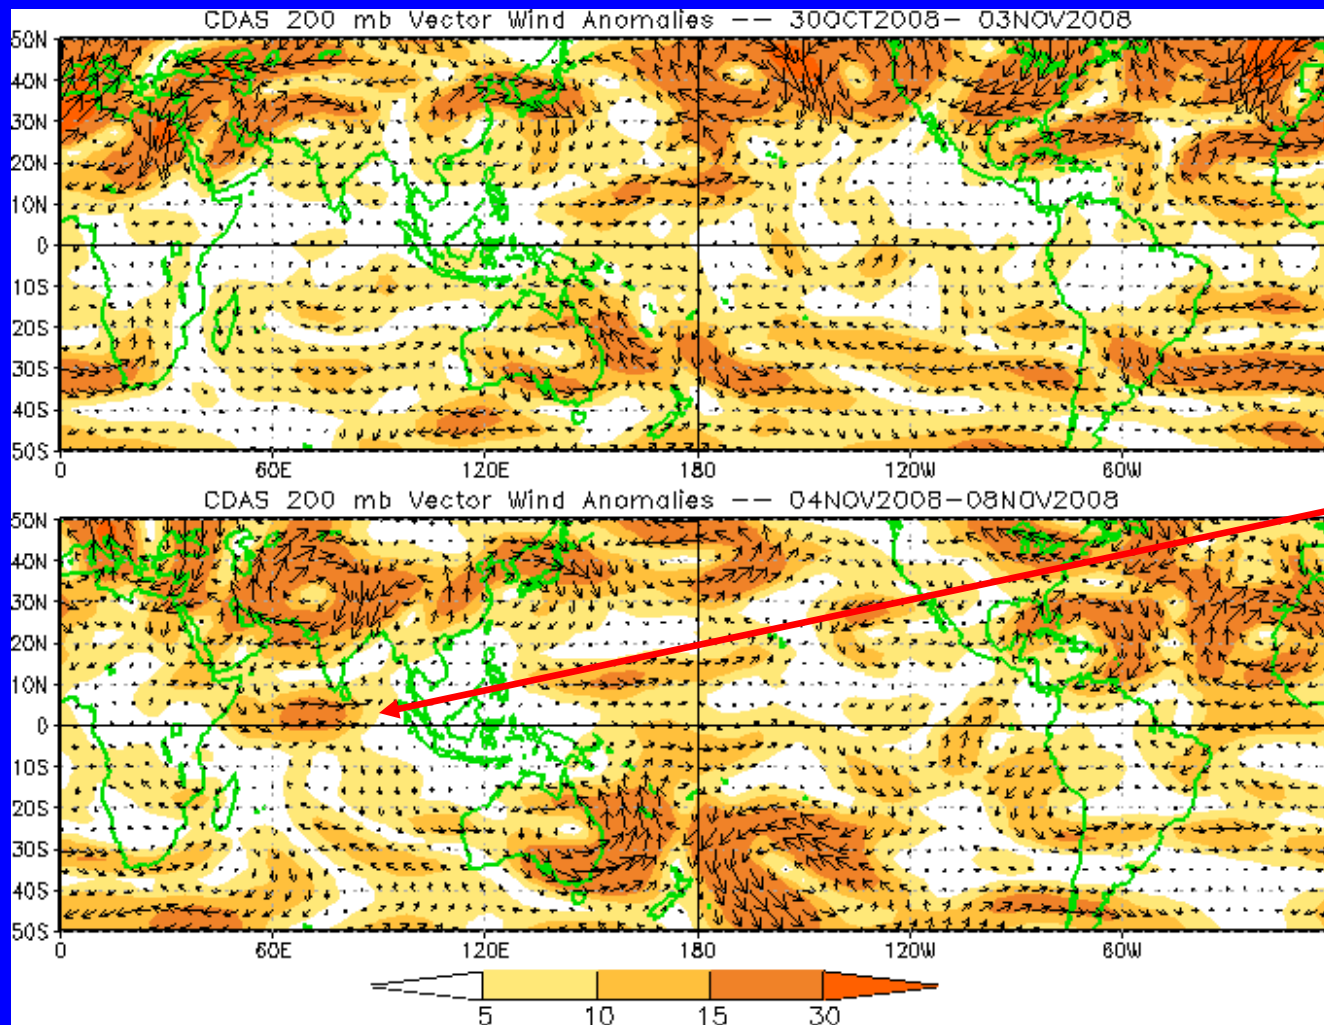 CDAS 200 mb Vector Wind Anomalies -- 30OCT2008- 03NOV2008
50N
40N
30N
20N
10N
0
10S
20S
30S
40S
50S
0 60E 120E 180 120W 60W
CDAS 200 mb Vector Wind Anomalies -- 04NOV2008-08NOV2008
50N
40N
30N
20N
10N
0
10S
20S
30S
40S
50S
0 60E 120E 180 120W 60W
5 10 15 30